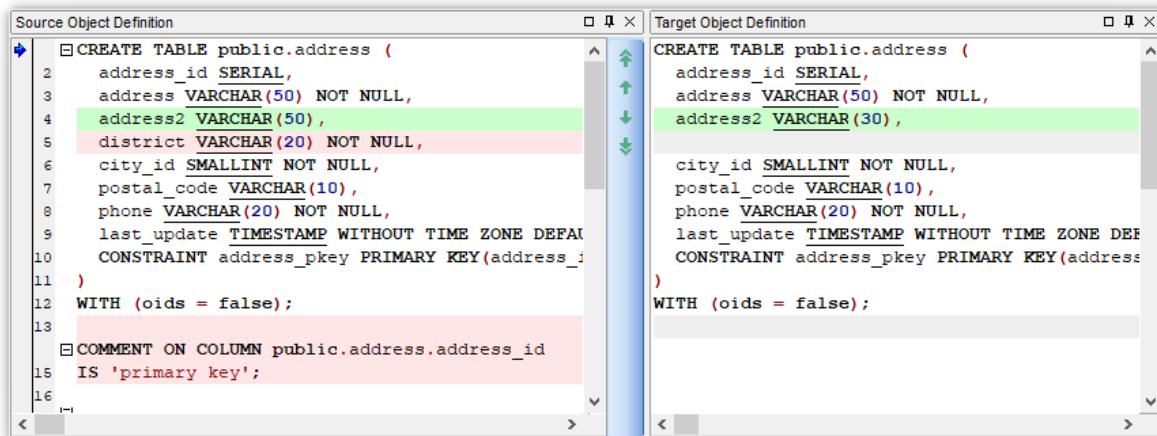 Source Object Definition
CREATE TABLE public.address (
2 address_id SERIAL,
3 address VARCHAR(50) NOT NULL,
4 address2 VARCHAR(50),
5 district VARCHAR(20) NOT NULL,
6 city_id SMALLINT NOT NULL,
7 postal_code VARCHAR(10),
8 phone VARCHAR(20) NOT NULL,
9 last_update TIMESTAMP WITHOUT TIME ZONE DEFAU
10 CONSTRAINT address_pkey PRIMARY KEY(address_i
11 )
12 WITH (oids = false);
13
COMMENT ON COLUMN public.address.address_id
15 IS 'primary key';
16
Target Object Definition
CREATE TABLE public.address (
address_id SERIAL,
address VARCHAR(50) NOT NULL,
address2 VARCHAR(30),
city_id SMALLINT NOT NULL,
postal_code VARCHAR(10),
phone VARCHAR(20) NOT NULL,
last_update TIMESTAMP WITHOUT TIME ZONE DEF
CONSTRAINT address_pkey PRIMARY KEY(address
)
WITH (oids = false);